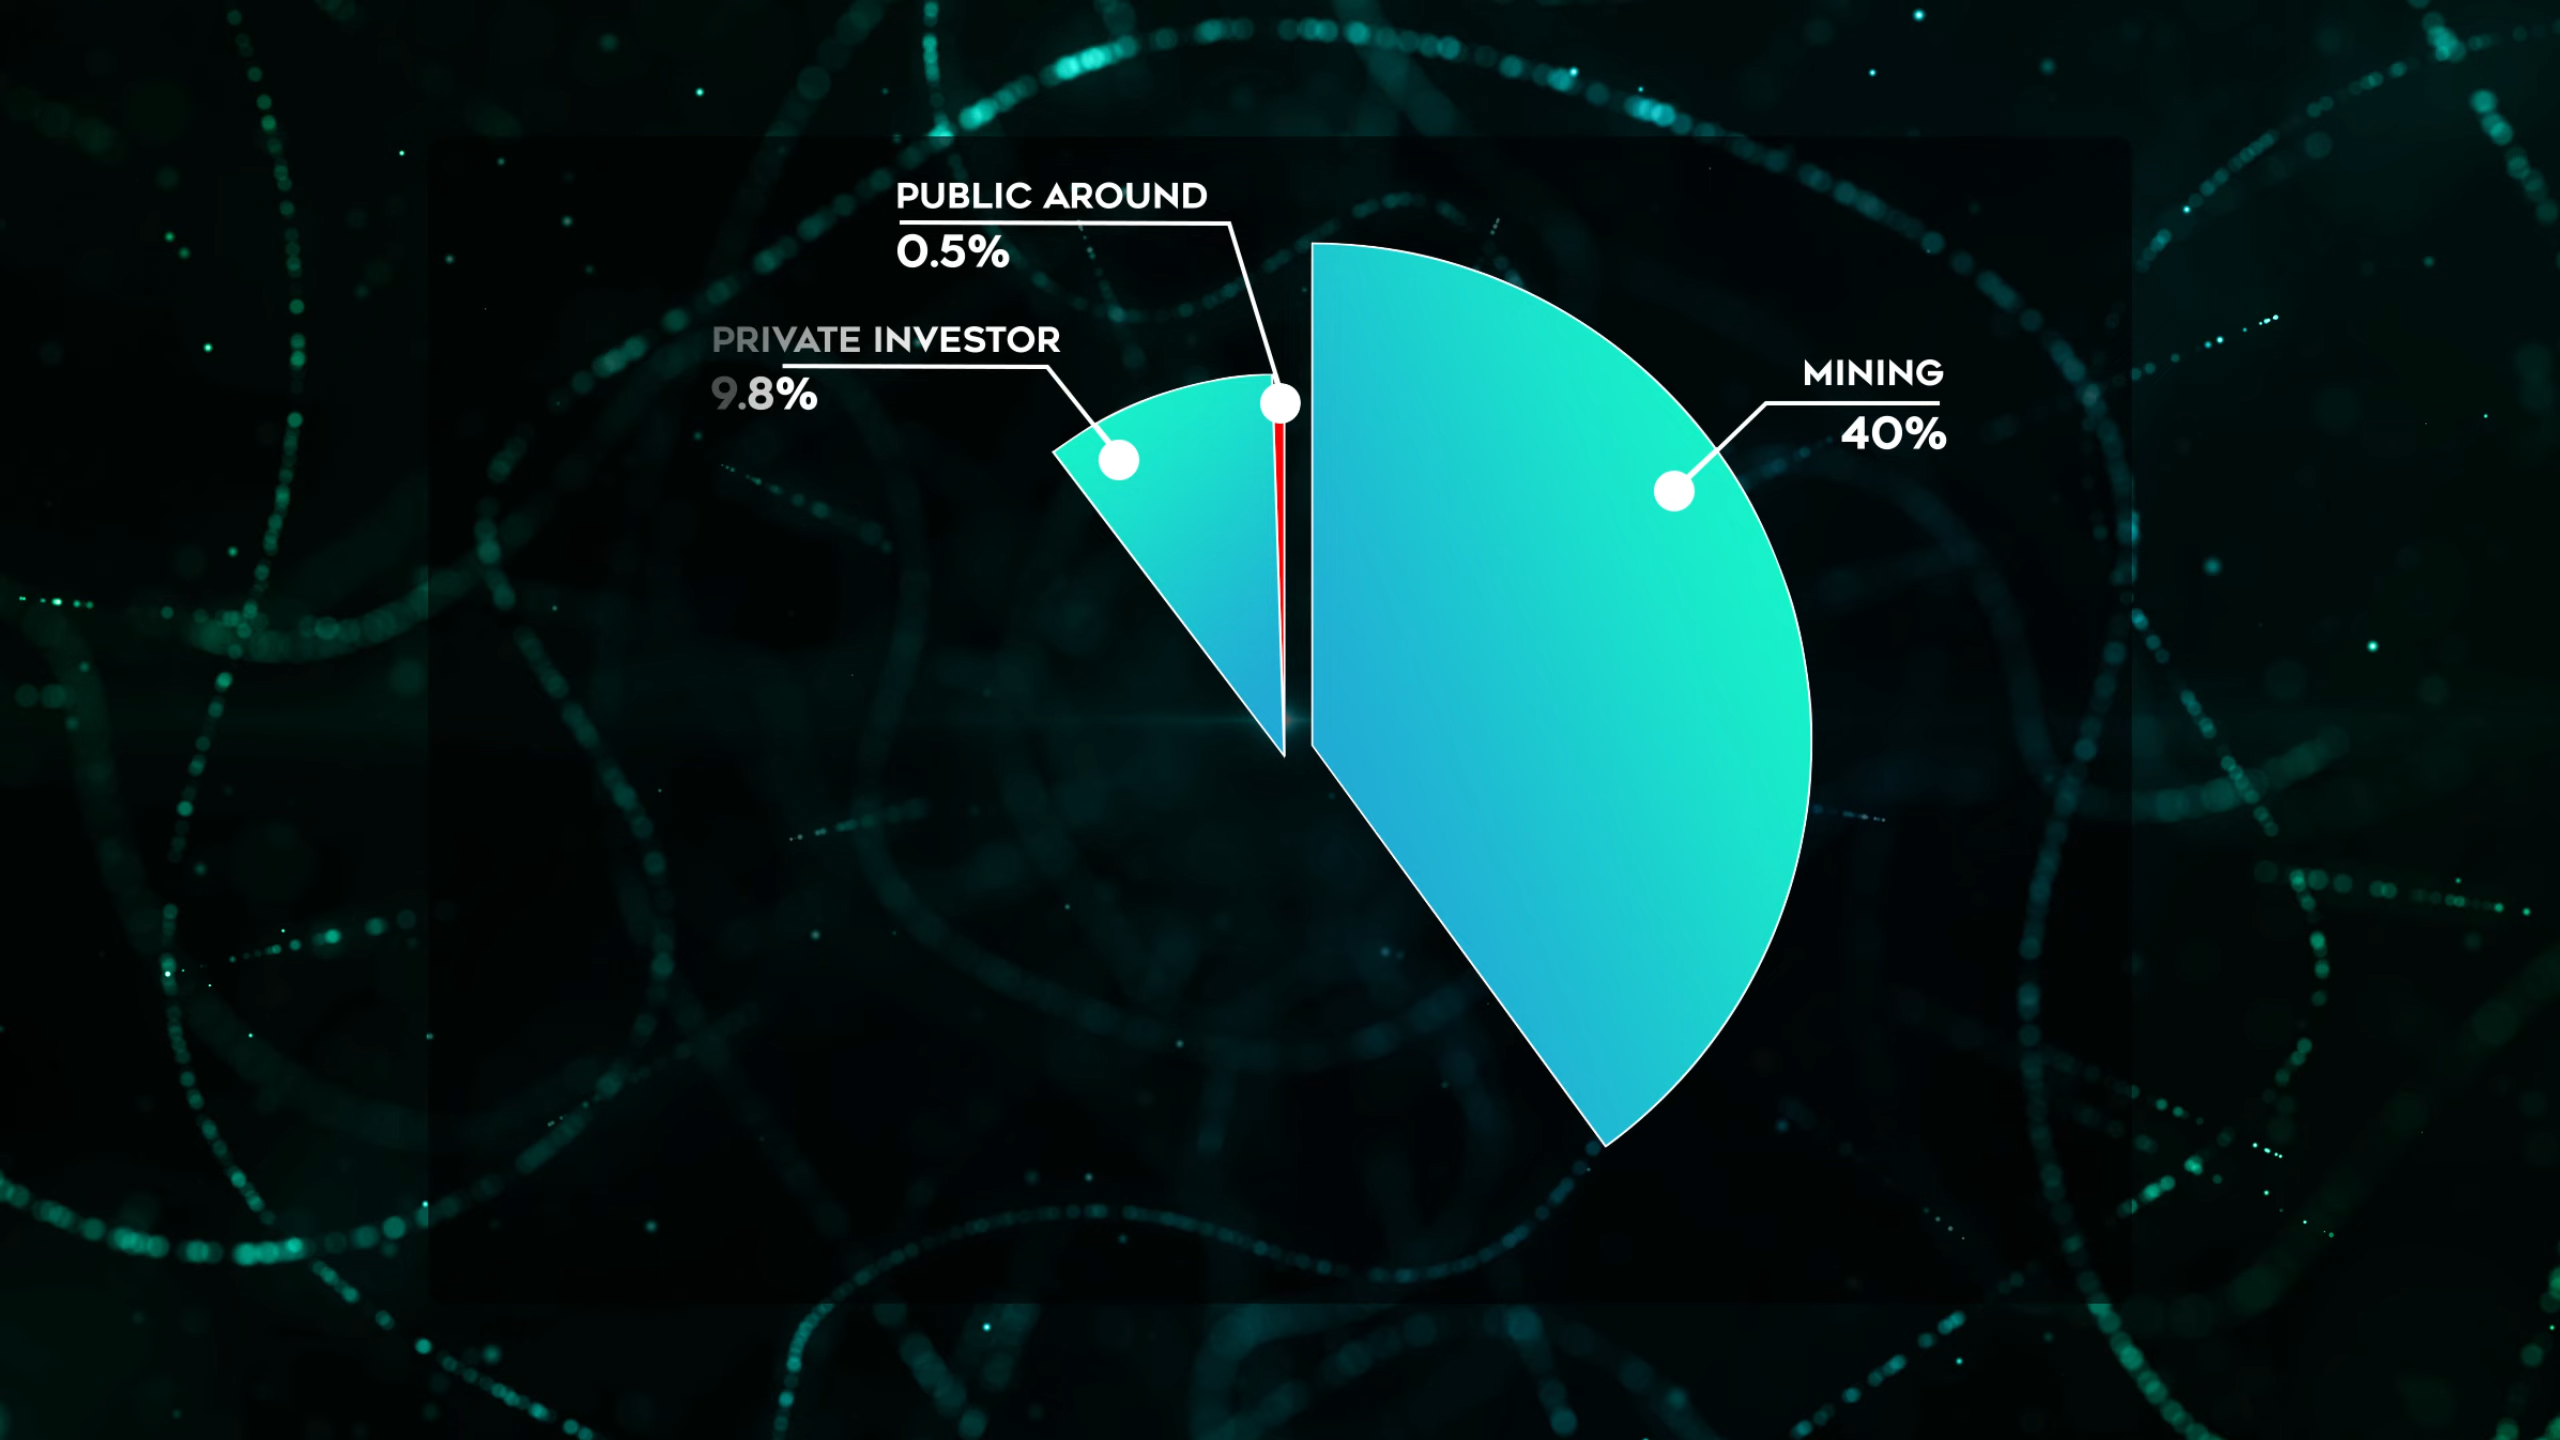 PUBLIC AROUND
0.5%
PRIVATE INVESTOR
9.8%
MINING
40%